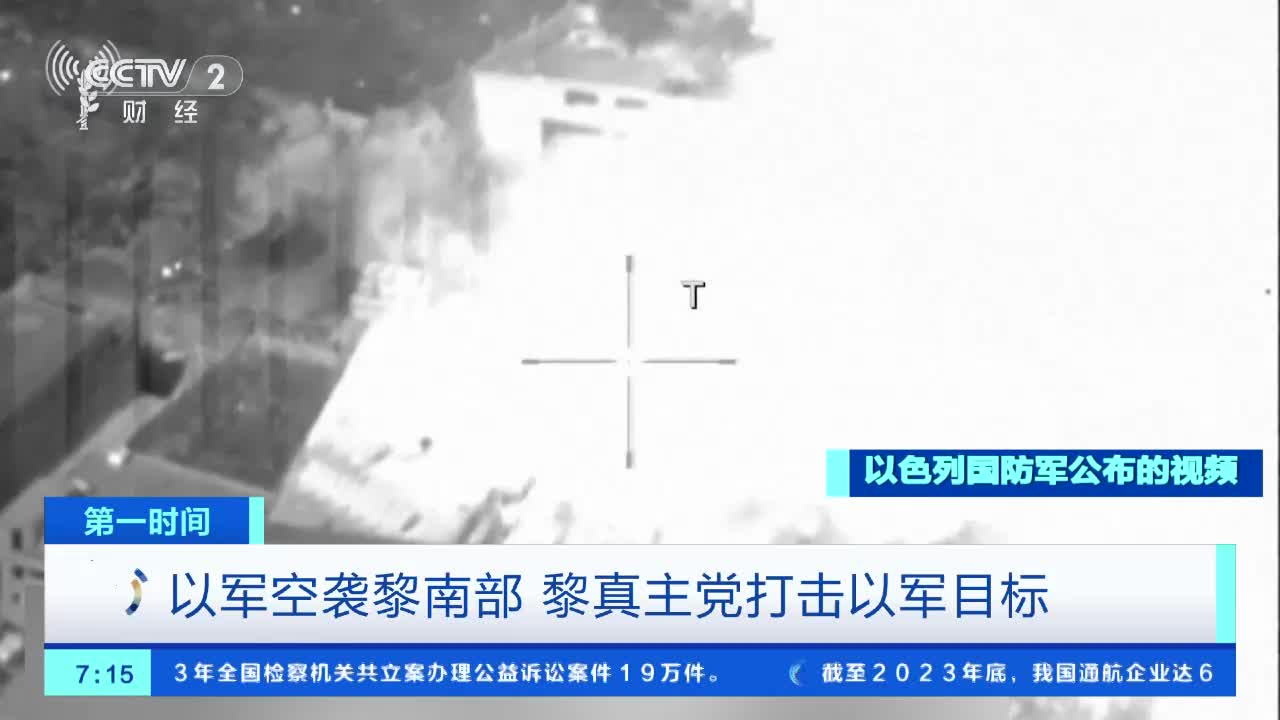 CCTV 2
财 经
T
以色列国防军公布的视频
第一时间
以军空袭黎南部 黎真主党打击以军目标
7:15
3年全国检察机关共立案办理公益诉讼案件19万件。 截至2023年底，我国通航企业达6